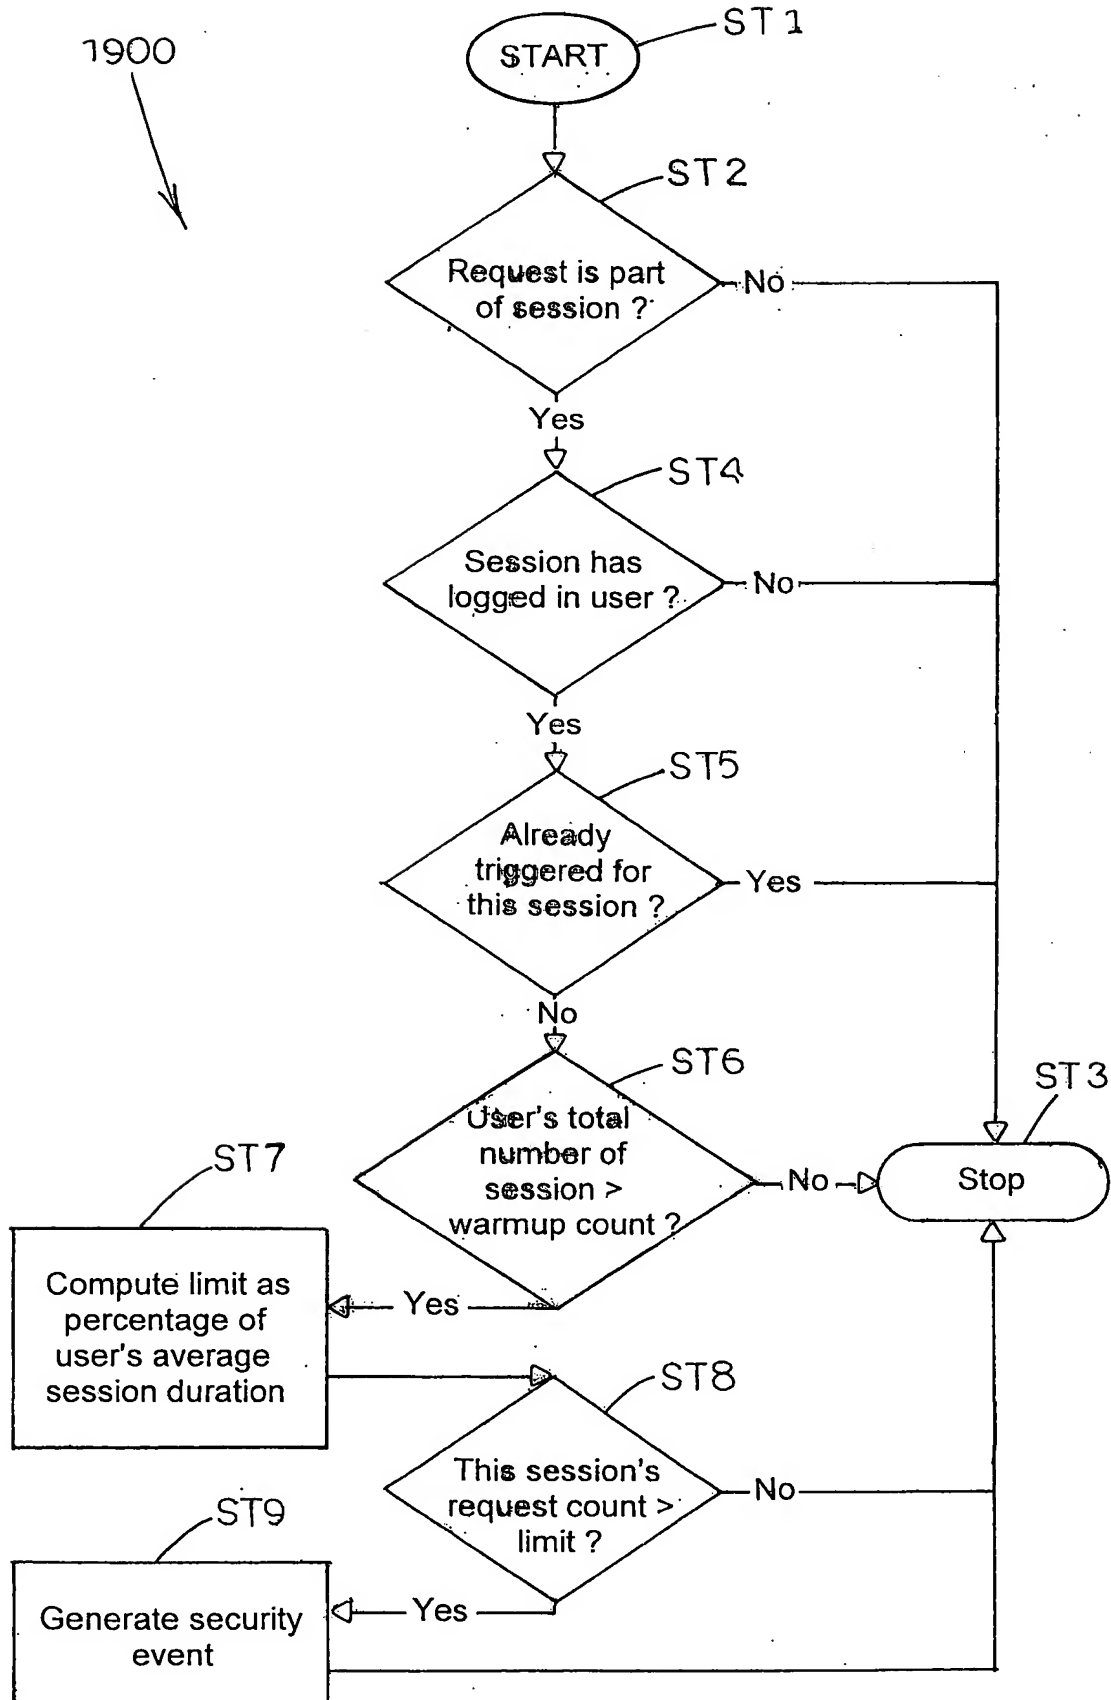 ST1
1900
START
ST2
Request is part
of session ?
No
Yes
ST4
Session has
logged in user ?
No
Yes
ST5
Already
triggered for
this session ?
Yes
No
ST6
ST3
User's total
number of
session >
warmup count ?
No
Stop
ST7
Yes
Compute limit as
percentage of
user's average
session duration
ST8
This session's
request count >
limit ?
No
ST9
Yes
Generate security
event